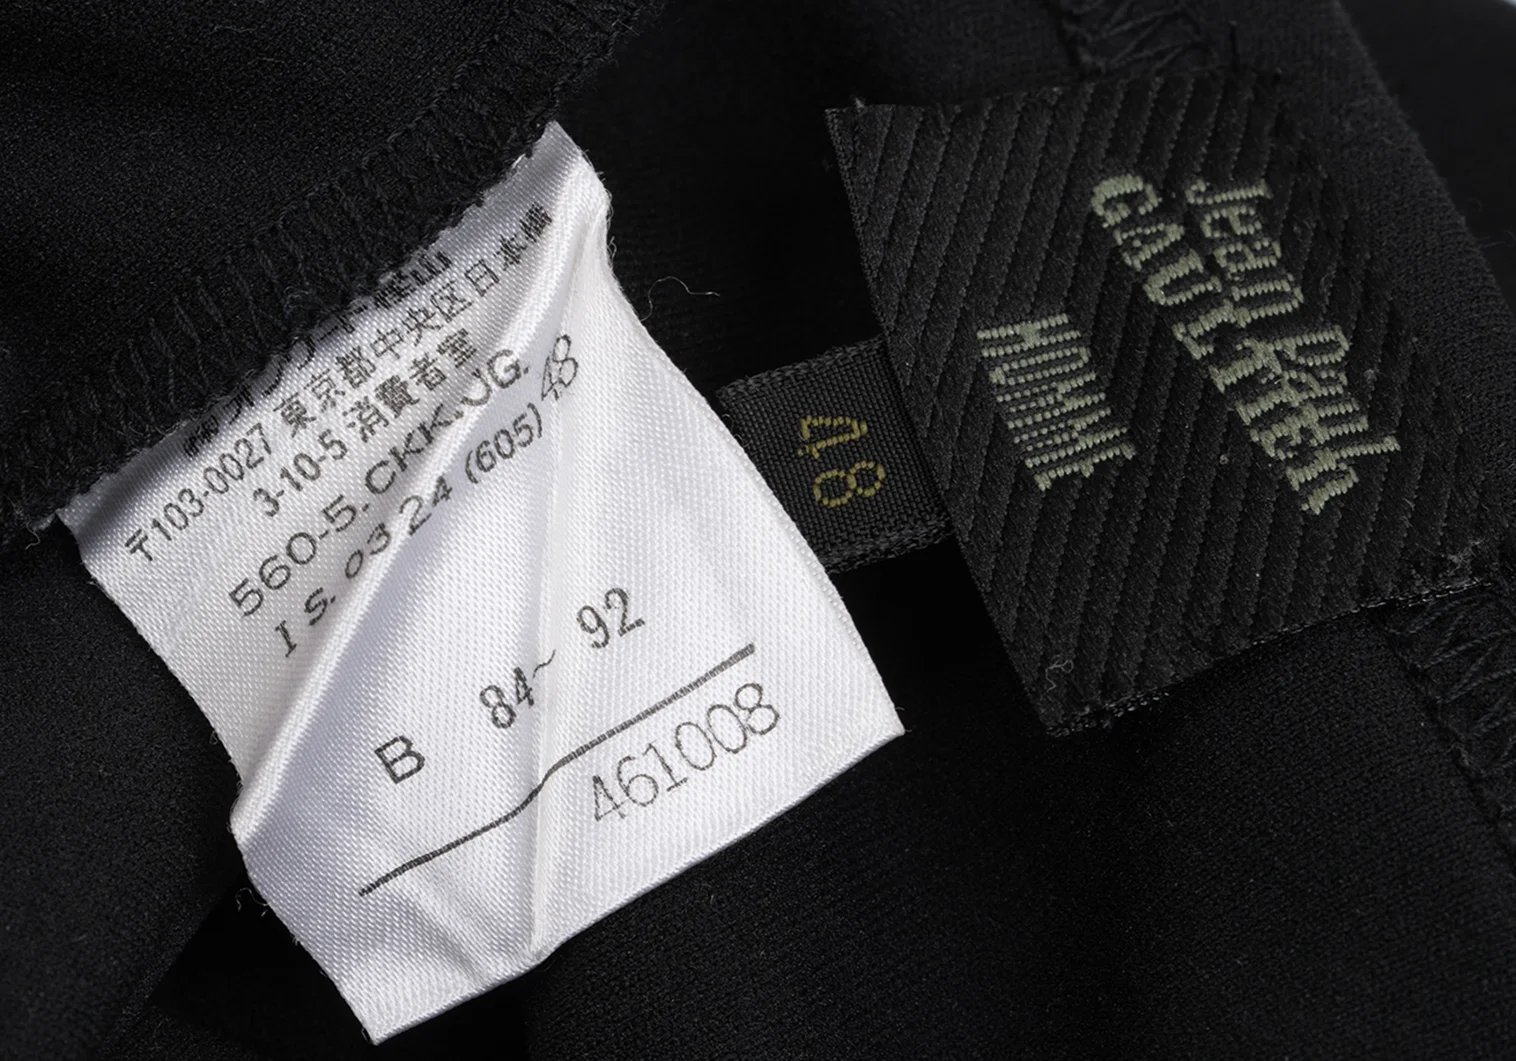 〒103-0027 東京都中央区日本橋
3-10-5 消費者室
560-5. CKK. JG.
I S. 03 24 (605) 48
B 84~ 92
461008
48
Jean Paul
GAULTIER
HOMME